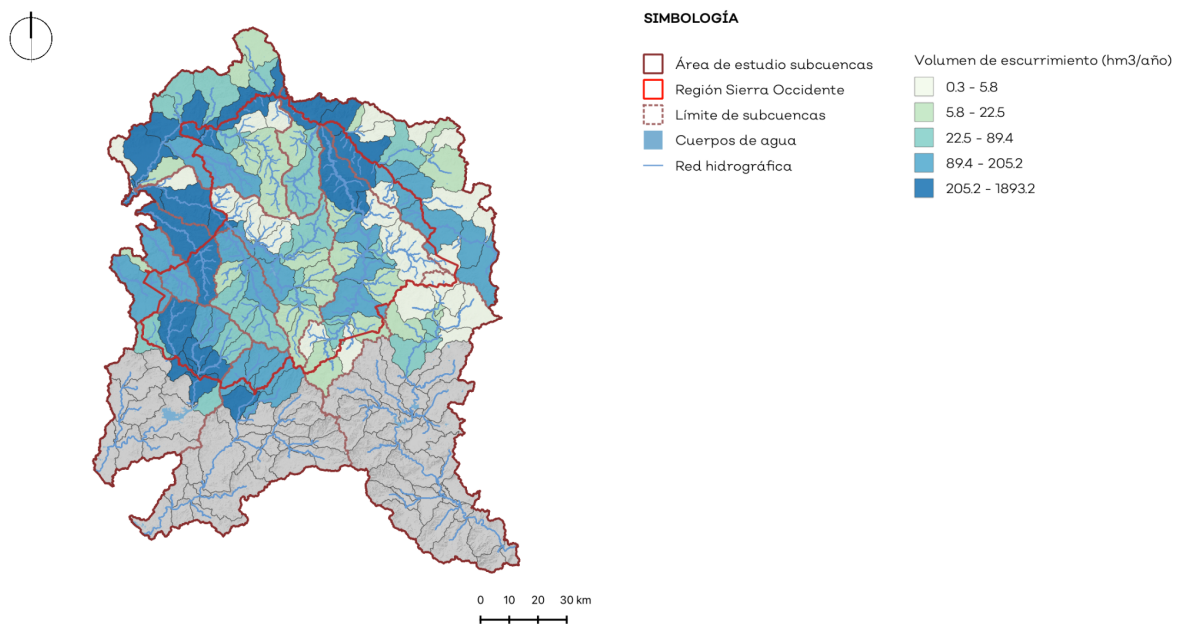 SIMBOLOGÍA
Área de estudio subcuencas
Región Sierra Occidente
Límite de subcuencas
Cuerpos de agua
Red hidrográfica
Volumen de escurrimiento (hm3/año)
0.3 - 5.8
5.8 - 22.5
22.5 - 89.4
89.4 - 205.2
205.2 - 1893.2
0 10 20 30 km